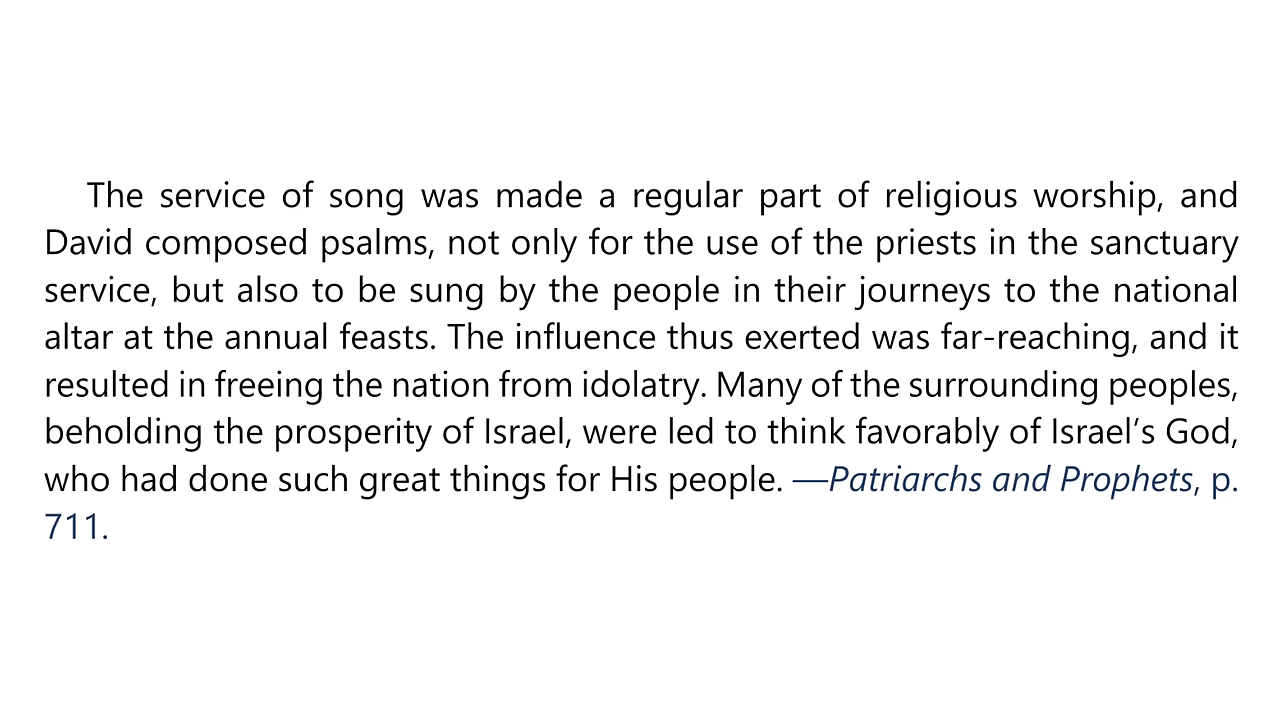 The service of song was made a regular part of religious worship, and
David composed psalms, not only for the use of the priests in the sanctuary
service, but also to be sung by the people in their journeys to the national
altar at the annual feasts. The influence thus exerted was far-reaching, and it
resulted in freeing the nation from idolatry. Many of the surrounding peoples,
beholding the prosperity of Israel, were led to think favorably of Israel’s God,
who had done such great things for His people. —Patriarchs and Prophets, p.
711.